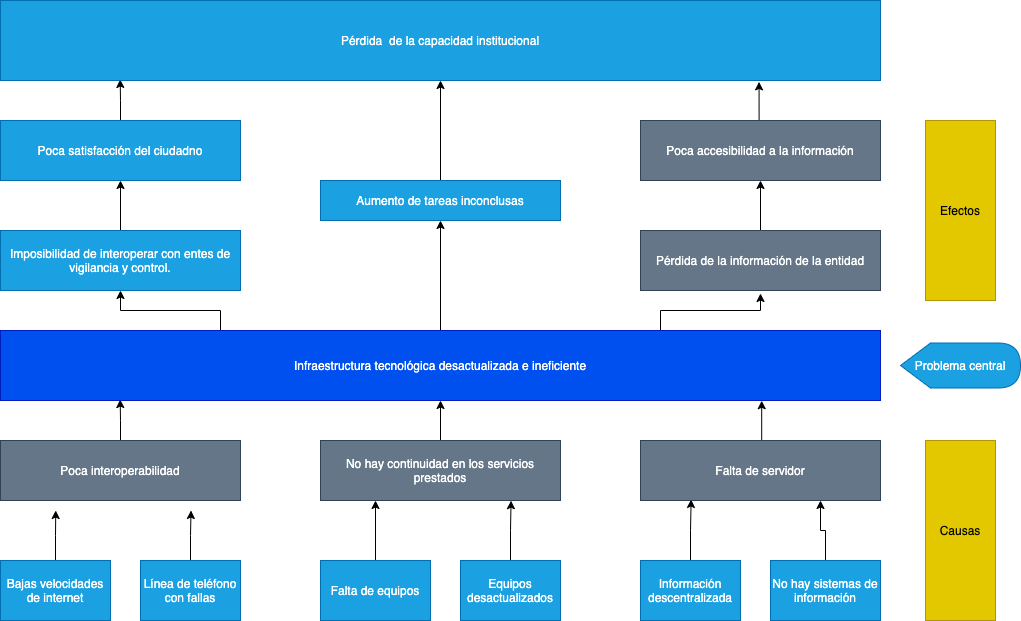 Pérdida  de la capacidad institucional
Poca satisfacción del ciudadno
Poca accesibilidad a la información
Aumento de tareas inconclusas
Efectos
Imposibilidad de interoperar con entes de
vigilancia y control.
Pérdida de la información de la entidad
Infraestructura tecnológica desactualizada e ineficiente
Problema central
Poca interoperabilidad
No hay continuidad en los servicios
prestados
Falta de servidor
Causas
Bajas velocidades
de internet
Línea de teléfono
con fallas
Falta de equipos
Equipos
desactualizados
Información
descentralizada
No hay sistemas de
información